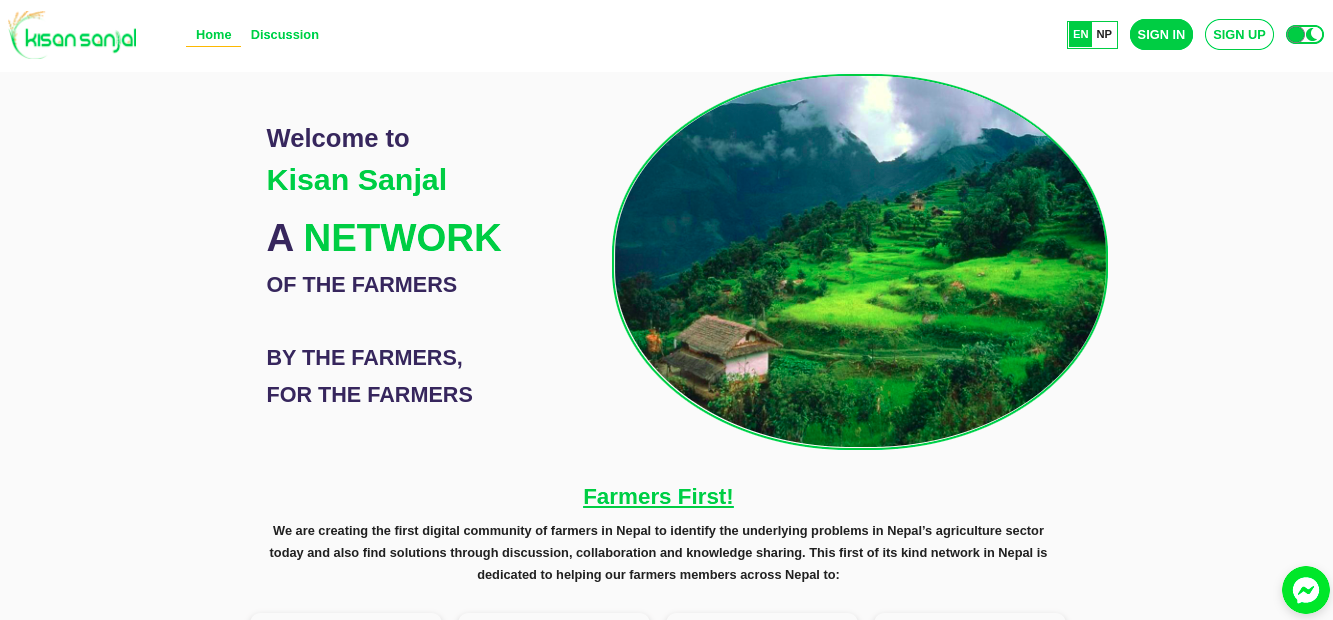 kisan sanjal
Home Discussion
EN NP SIGN IN SIGN UP
Welcome to
Kisan Sanjal
A NETWORK
OF THE FARMERS
BY THE FARMERS,
FOR THE FARMERS
Farmers First!
We are creating the first digital community of farmers in Nepal to identify the underlying problems in Nepal’s agriculture sector
today and also find solutions through discussion, collaboration and knowledge sharing. This first of its kind network in Nepal is
dedicated to helping our farmers members across Nepal to: